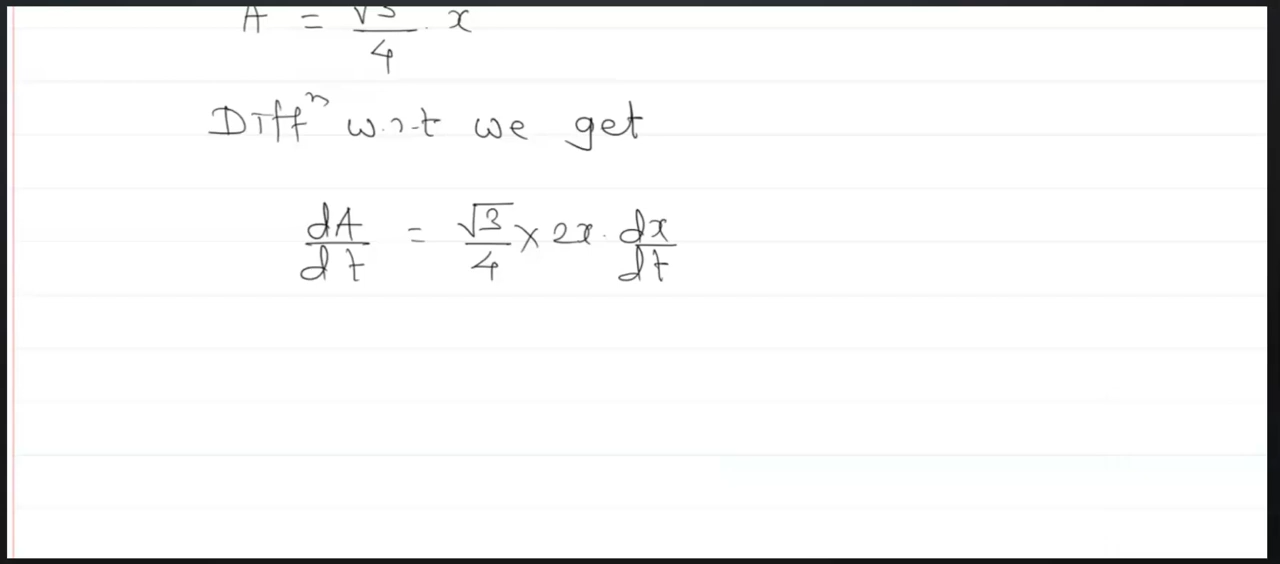 A = √3/4 . x
Diffⁿ w.r.t we get
dA/dt = √3/4 × 2x . dx/dt